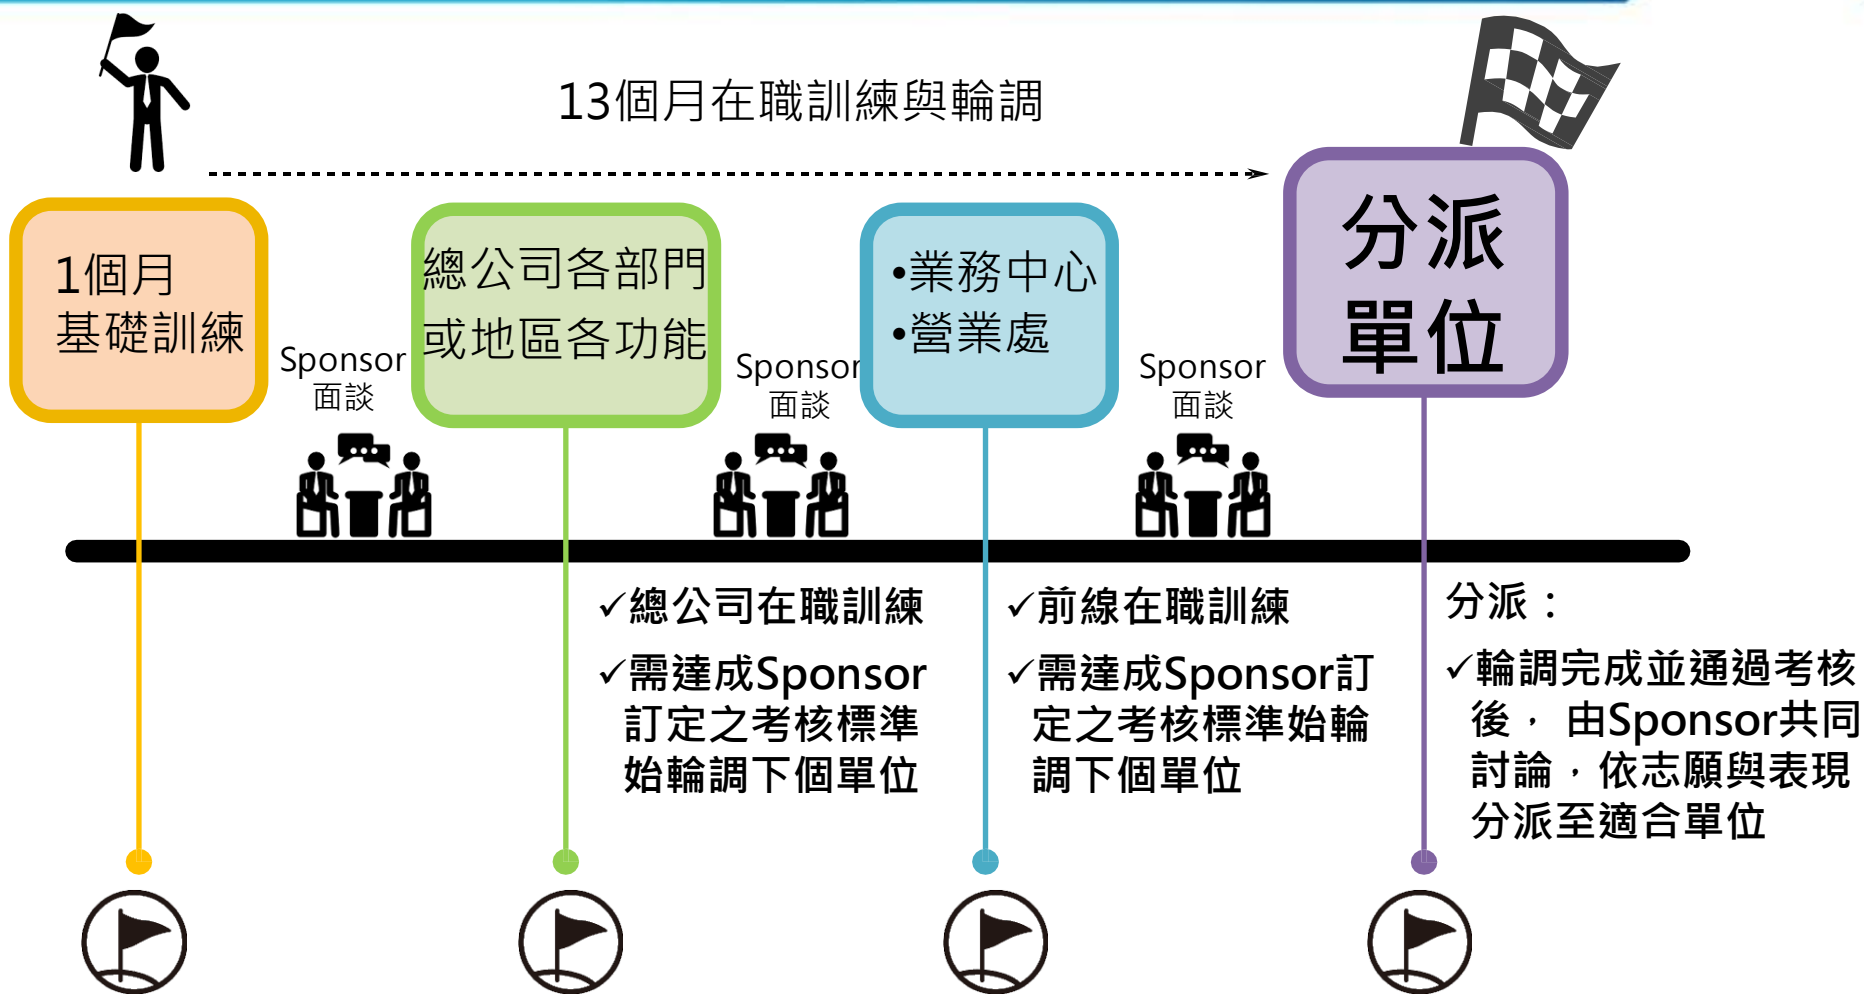 13個月在職訓練與輪調
1個月
基礎訓練
Sponsor
面談
總公司各部門
或地區各功能
Sponsor
面談
•業務中心
•營業處
Sponsor
面談
分派
單位
✓總公司在職訓練
✓需達成Sponsor
訂定之考核標準
始輪調下個單位
✓前線在職訓練
✓需達成Sponsor訂
定之考核標準始輪
調下個單位
分派：
✓輪調完成並通過考核
後，由Sponsor共同
討論，依志願與表現
分派至適合單位